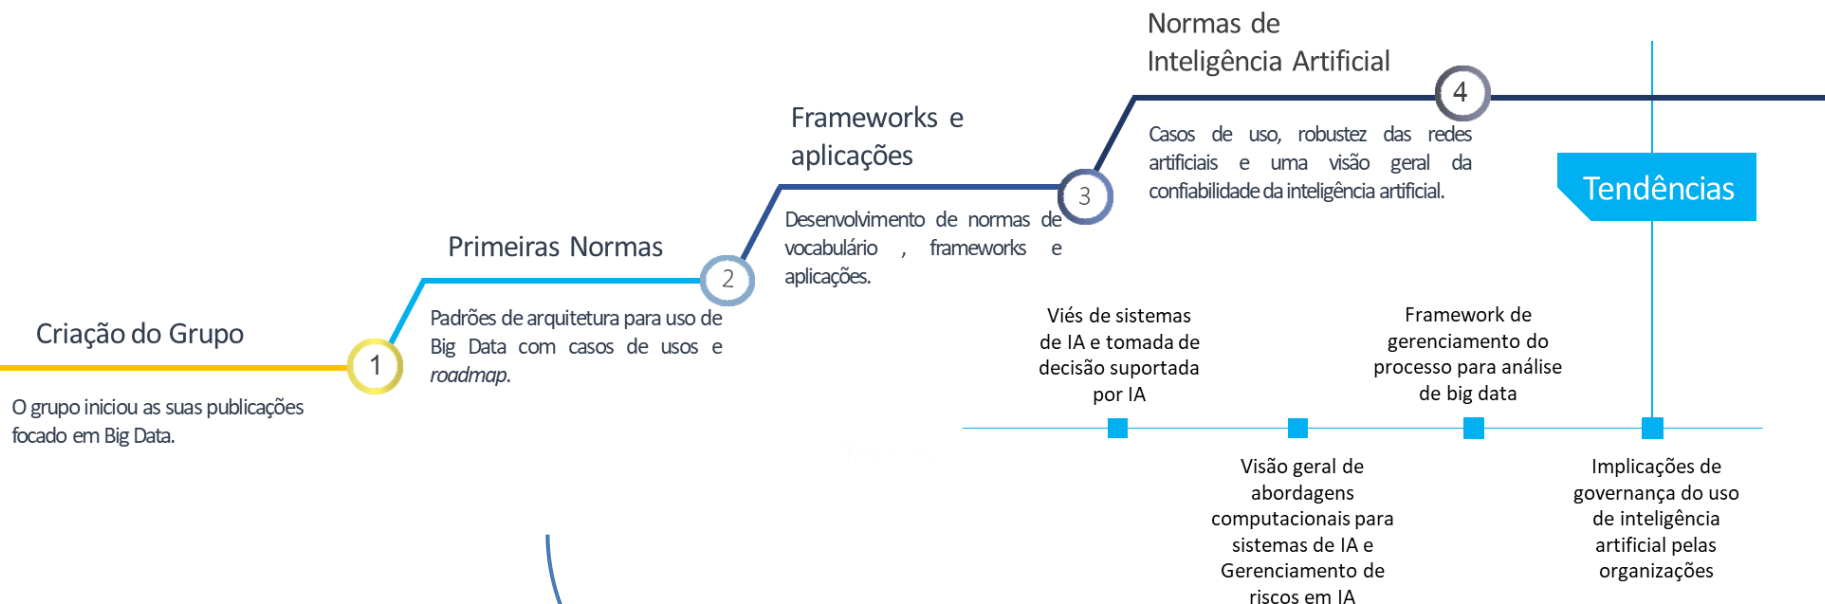 Criação do Grupo
1
O grupo iniciou as suas publicações
focado em Big Data.
Primeiras Normas
2
Padrões de arquitetura para uso de
Big Data com casos de usos e
roadmap.
Frameworks e
aplicações
3
Desenvolvimento de normas de
vocabulário , frameworks e
aplicações.
Normas de
Inteligência Artificial
4
Casos de uso, robustez das redes
artificiais e uma visão geral da
confiabilidade da inteligência artificial.
Tendências
Viés de sistemas
de IA e tomada de
decisão suportada
por IA
Visão geral de
abordagens
computacionais para
sistemas de IA e
Gerenciamento de
riscos em IA
Framework de
gerenciamento do
processo para análise
de big data
Implicações de
governança do uso
de inteligência
artificial pelas
organizações